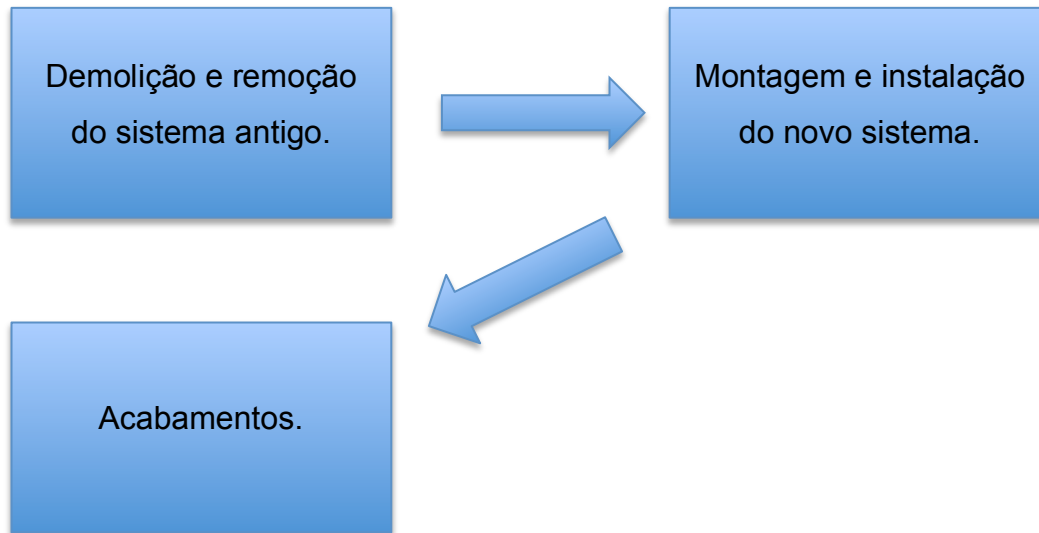 Demolição e remoção
do sistema antigo.
Montagem e instalação
do novo sistema.
Acabamentos.